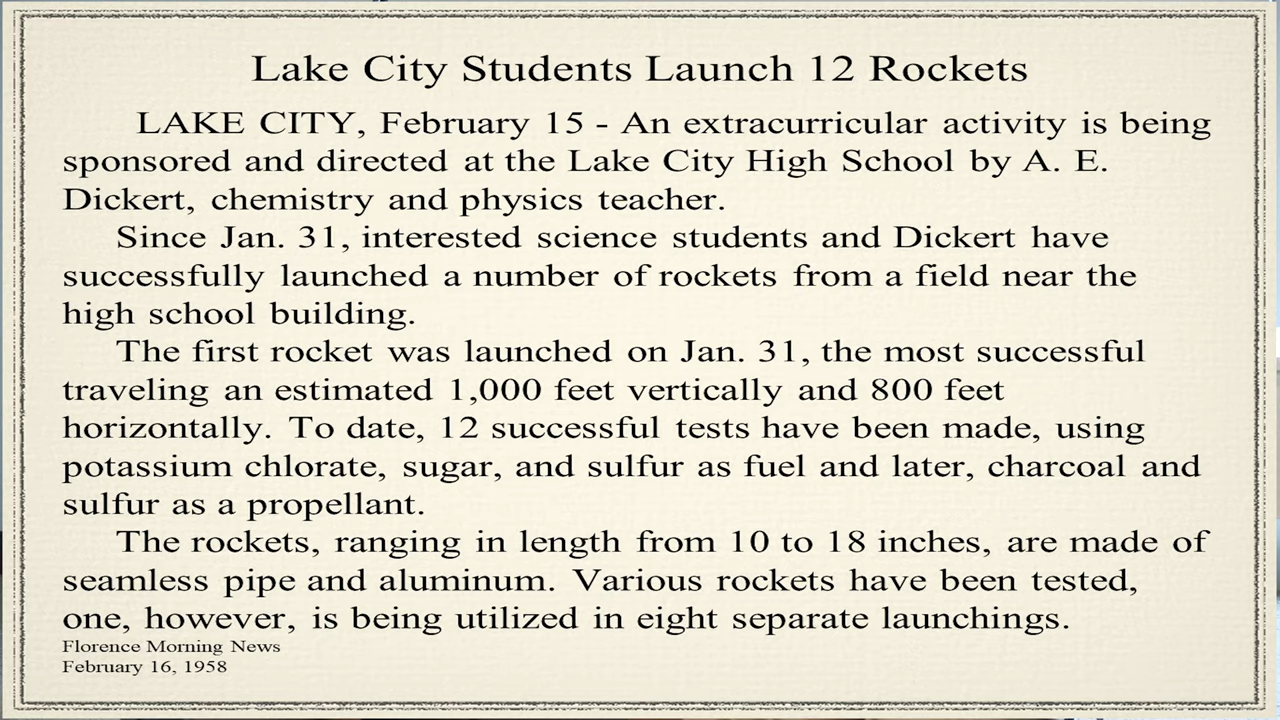 Lake City Students Launch 12 Rockets
LAKE CITY, February 15 - An extracurricular activity is being
sponsored and directed at the Lake City High School by A. E.
Dickert, chemistry and physics teacher.
Since Jan. 31, interested science students and Dickert have
successfully launched a number of rockets from a field near the
high school building.
The first rocket was launched on Jan. 31, the most successful
traveling an estimated 1,000 feet vertically and 800 feet
horizontally. To date, 12 successful tests have been made, using
potassium chlorate, sugar, and sulfur as fuel and later, charcoal and
sulfur as a propellant.
The rockets, ranging in length from 10 to 18 inches, are made of
seamless pipe and aluminum. Various rockets have been tested,
one, however, is being utilized in eight separate launchings.
Florence Morning News
February 16, 1958